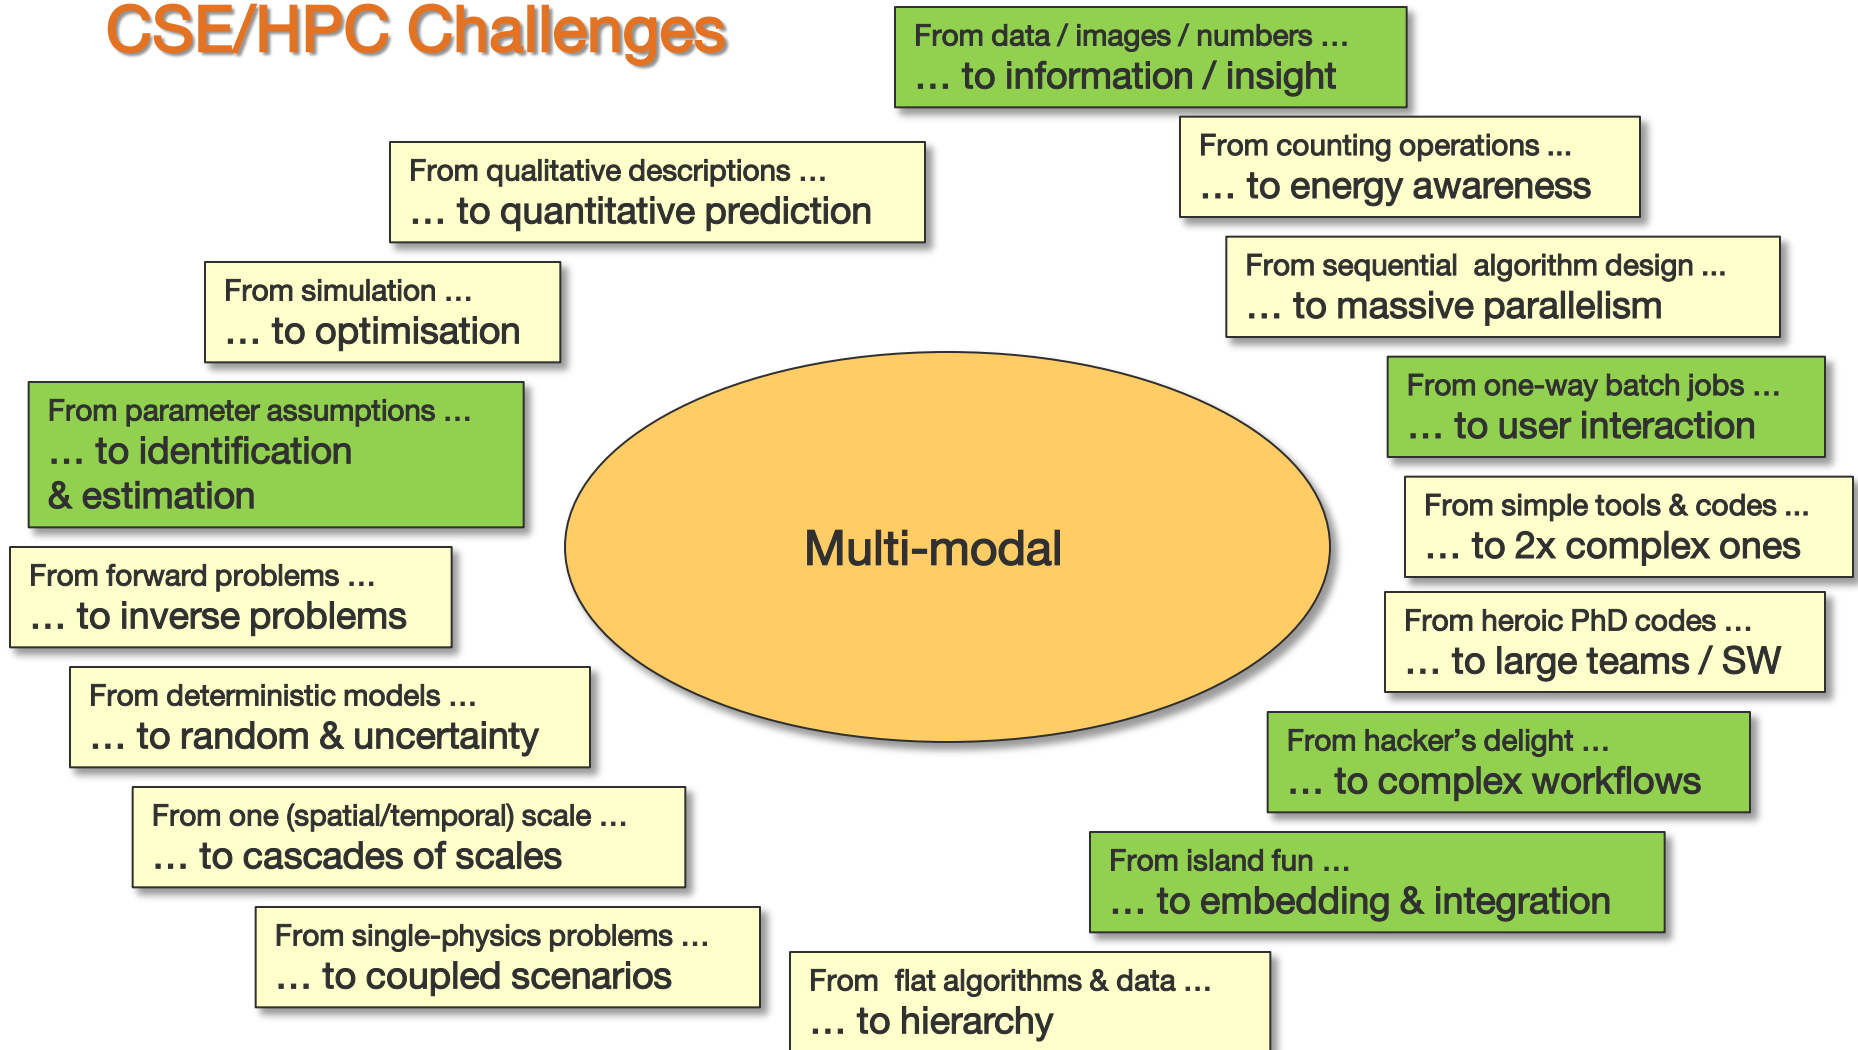 CSE/HPC Challenges
From data / images / numbers …
… to information / insight
From counting operations ...
… to energy awareness
From qualitative descriptions …
… to quantitative prediction
From sequential  algorithm design ...
… to massive parallelism
From simulation …
… to optimisation
From one-way batch jobs …
… to user interaction
From parameter assumptions …
… to identification
& estimation
From simple tools & codes ...
… to 2x complex ones
Multi-modal
From forward problems …
… to inverse problems
From heroic PhD codes …
… to large teams / SW
From deterministic models …
… to random & uncertainty
From hacker’s delight …
… to complex workflows
From one (spatial/temporal) scale …
… to cascades of scales
From island fun …
… to embedding & integration
From single-physics problems …
… to coupled scenarios
From  flat algorithms & data …
… to hierarchy